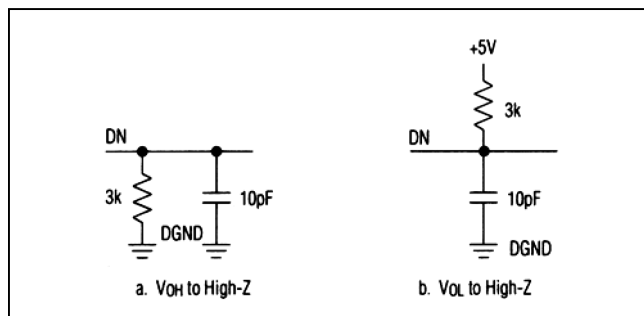 DN
3k
10pF
DGND
a. VOH to High-Z
+5V
3k
DN
10pF
DGND
b. VOL to High-Z